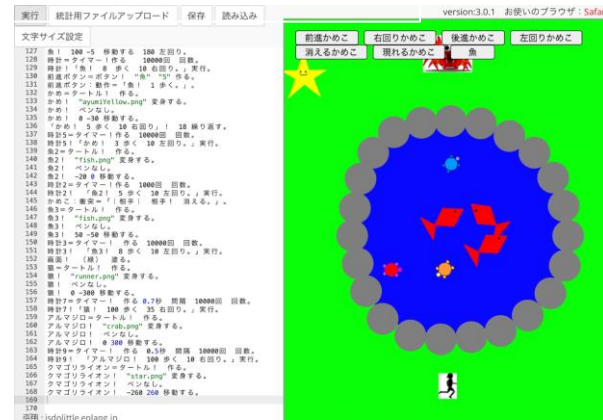 実行 統計用ファイルアップロード 保存 読み込み
version:3.0.1 お使いのブラウザ：Safari
文字サイズ設定
前進かめこ 右回りかめこ 後進かめこ 左回りかめこ
消えるかめこ 現れるかめこ 魚
127 魚！ 100 -5 移動する 180 左回り。
128 時計＝タイマー！作る 10000回 回数。
129 時計！「魚！ 8 歩く 10 右回り。」実行。
130 前進ボタン＝ボタン！ "魚" "5" 作る。
131 前進ボタン：動作＝「魚！ 1 歩く。」。
132 かめ＝タートル！ 作る。
133 かめ！ "ayumiYellow.png" 変身する。
134 かめ！ ペンなし。
135 かめ！ 0 -30 移動する。
136 「かめ！ 5 歩く 10 右回り」！ 18 繰り返す。
137 時計5＝タイマー！作る 10000回 回数。
138 時計5！「かめ！ 3 歩く 10 左回り。」実行。
139 魚2＝タートル！ 作る。
140 魚2！ "fish.png" 変身する。
141 魚2！ ペンなし。
142 魚2！ -20 0 移動する。
143 時計2＝タイマー！作る 1000回 回数。
144 時計2！ 「魚2！ 5 歩く 10 右回り。」実行。
145 かめこ：衝突＝「｜相手｜ 相手！ 消える。」。
146 魚3＝タートル！ 作る。
147 魚3！ "fish.png" 変身する。
148 魚3！ ペンなし。
149 魚3！ 50 -50 移動する。
150 時計3＝タイマー！ 作る 10000回 回数。
151 時計3！ 「魚3！ 8 歩く 10 左回り。」実行。
152 画面！ （緑） 塗る。
153 猫＝タートル！ 作る。
154 猫！ "runner.png" 変身する。
155 猫！ ペンなし。
156 猫！ 0 -300 移動する。
157 時計7＝タイマー！ 作る 0.7秒 間隔 10000回 回数。
158 時計7！「猫！ 100 歩く 35 右回り。」実行。
159 アルマジロ＝タートル！ 作る。
160 アルマジロ！ "crab.png" 変身する。
161 アルマジロ！ ペンなし。
162 アルマジロ！ 0 300 移動する。
163 時計9＝タイマー！ 作る 0.5秒 間隔 10000回 回数。
164 時計9！ 「アルマジロ！ 100 歩く 10 右回り。」実行。
165 クマゴリライオン＝タートル！ 作る。
166 クマゴリライオン！ "star.png" 変身する。
167 クマゴリライオン！ ペンなし。
168 クマゴリライオン！ -260 260 移動する。
169
170